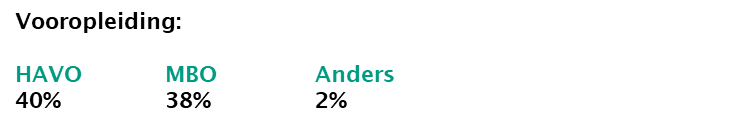 Vooropleiding:
HAVO MBO Anders
40% 38% 2%